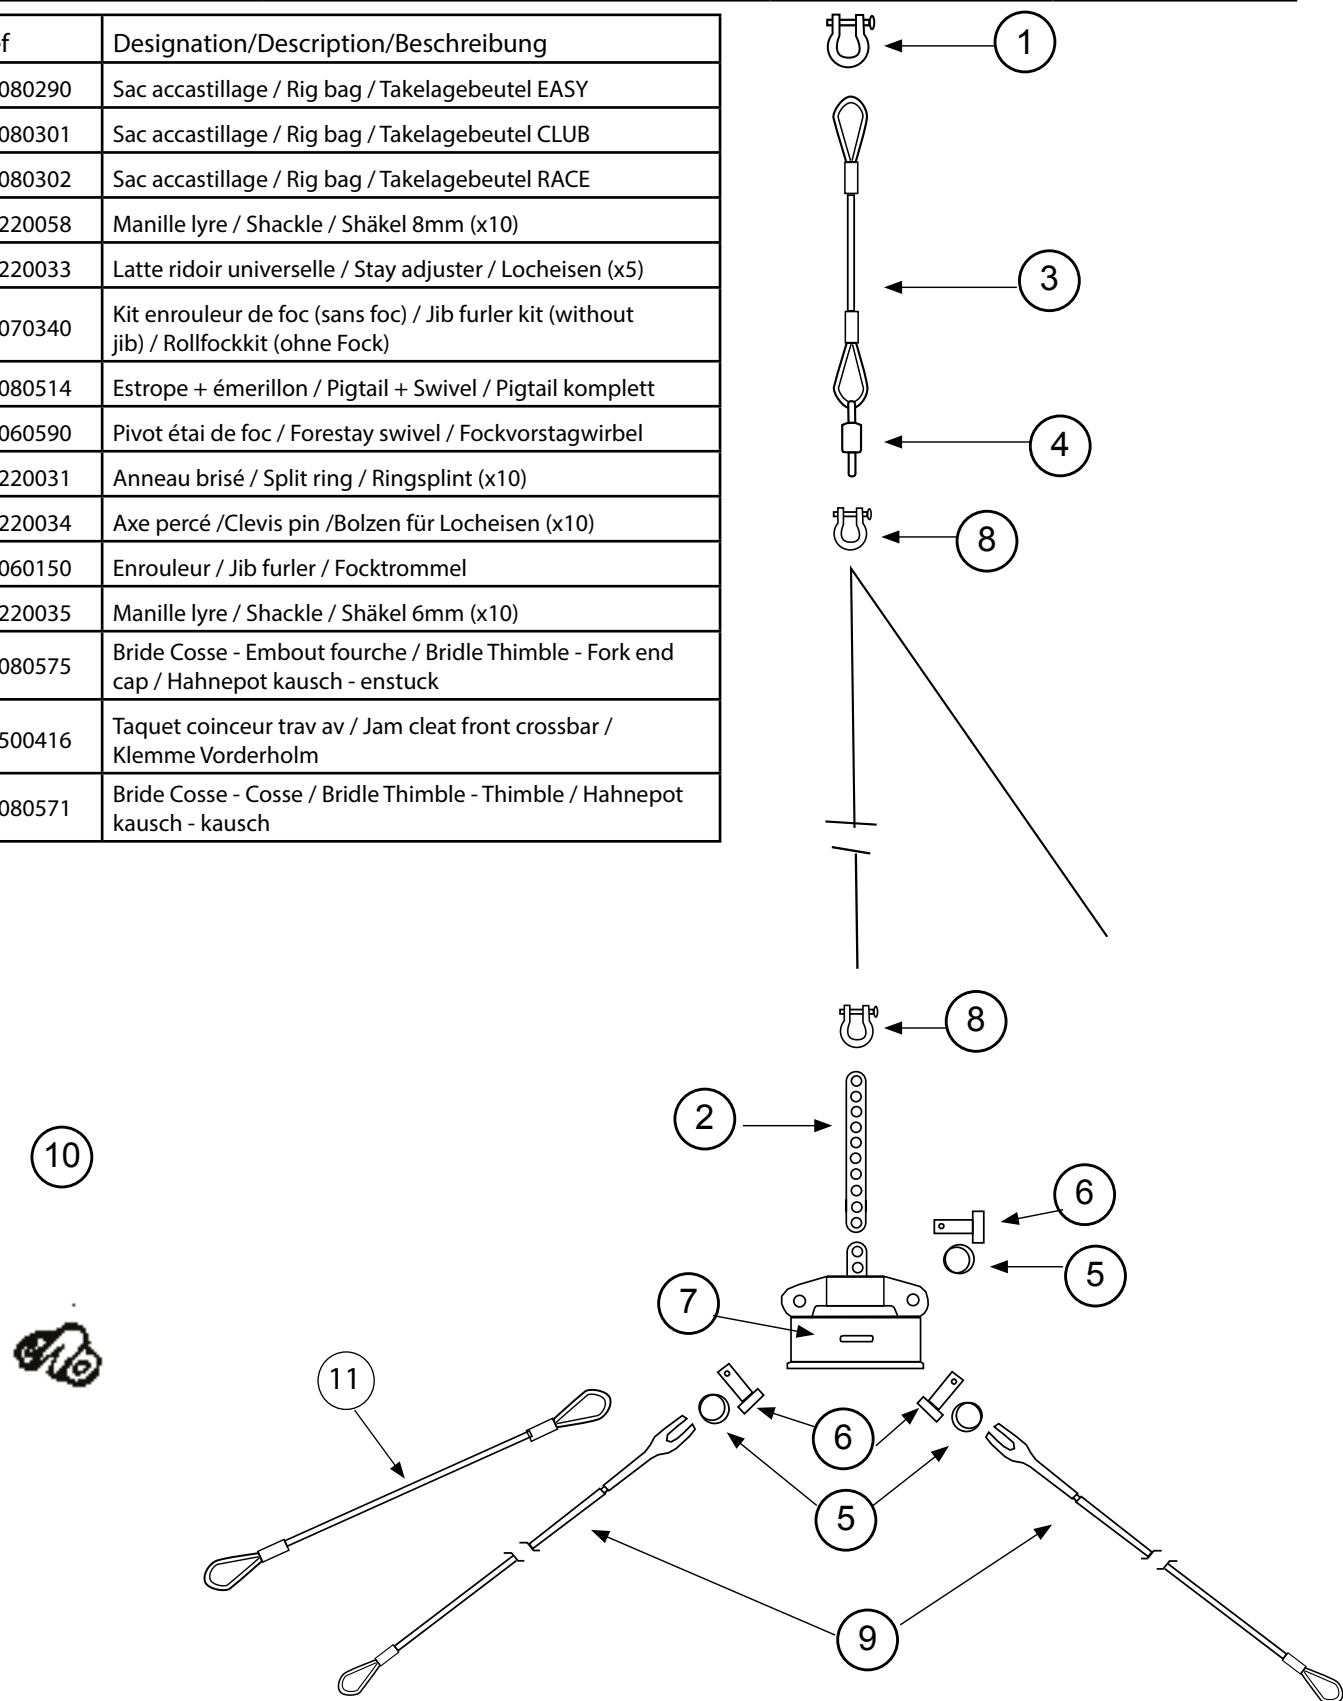 f Designation/Description/Beschreibung
080290 Sac accastillage / Rig bag / Takelagebeutel EASY
080301 Sac accastillage / Rig bag / Takelagebeutel CLUB
080302 Sac accastillage / Rig bag / Takelagebeutel RACE
220058 Manille lyre / Shackle / Shäkel 8mm (x10)
220033 Latte ridoir universelle / Stay adjuster / Locheisen (x5)
070340 Kit enrouleur de foc (sans foc) / Jib furler kit (without
jib) / Rollfockkit (ohne Fock)
080514 Estrope + émerillon / Pigtail + Swivel / Pigtail komplett
060590 Pivot étai de foc / Forestay swivel / Fockvorstagwirbel
220031 Anneau brisé / Split ring / Ringsplint (x10)
220034 Axe percé /Clevis pin /Bolzen für Locheisen (x10)
060150 Enrouleur / Jib furler / Focktrommel
220035 Manille lyre / Shackle / Shäkel 6mm (x10)
080575 Bride Cosse - Embout fourche / Bridle Thimble - Fork end
cap / Hahnepot kausch - enstuck
500416 Taquet coinceur trav av / Jam cleat front crossbar /
Klemme Vorderholm
080571 Bride Cosse - Cosse / Bridle Thimble - Thimble / Hahnepot
kausch - kausch
1
3
4
8
8
2
10
6
5
7
11
6
5
9